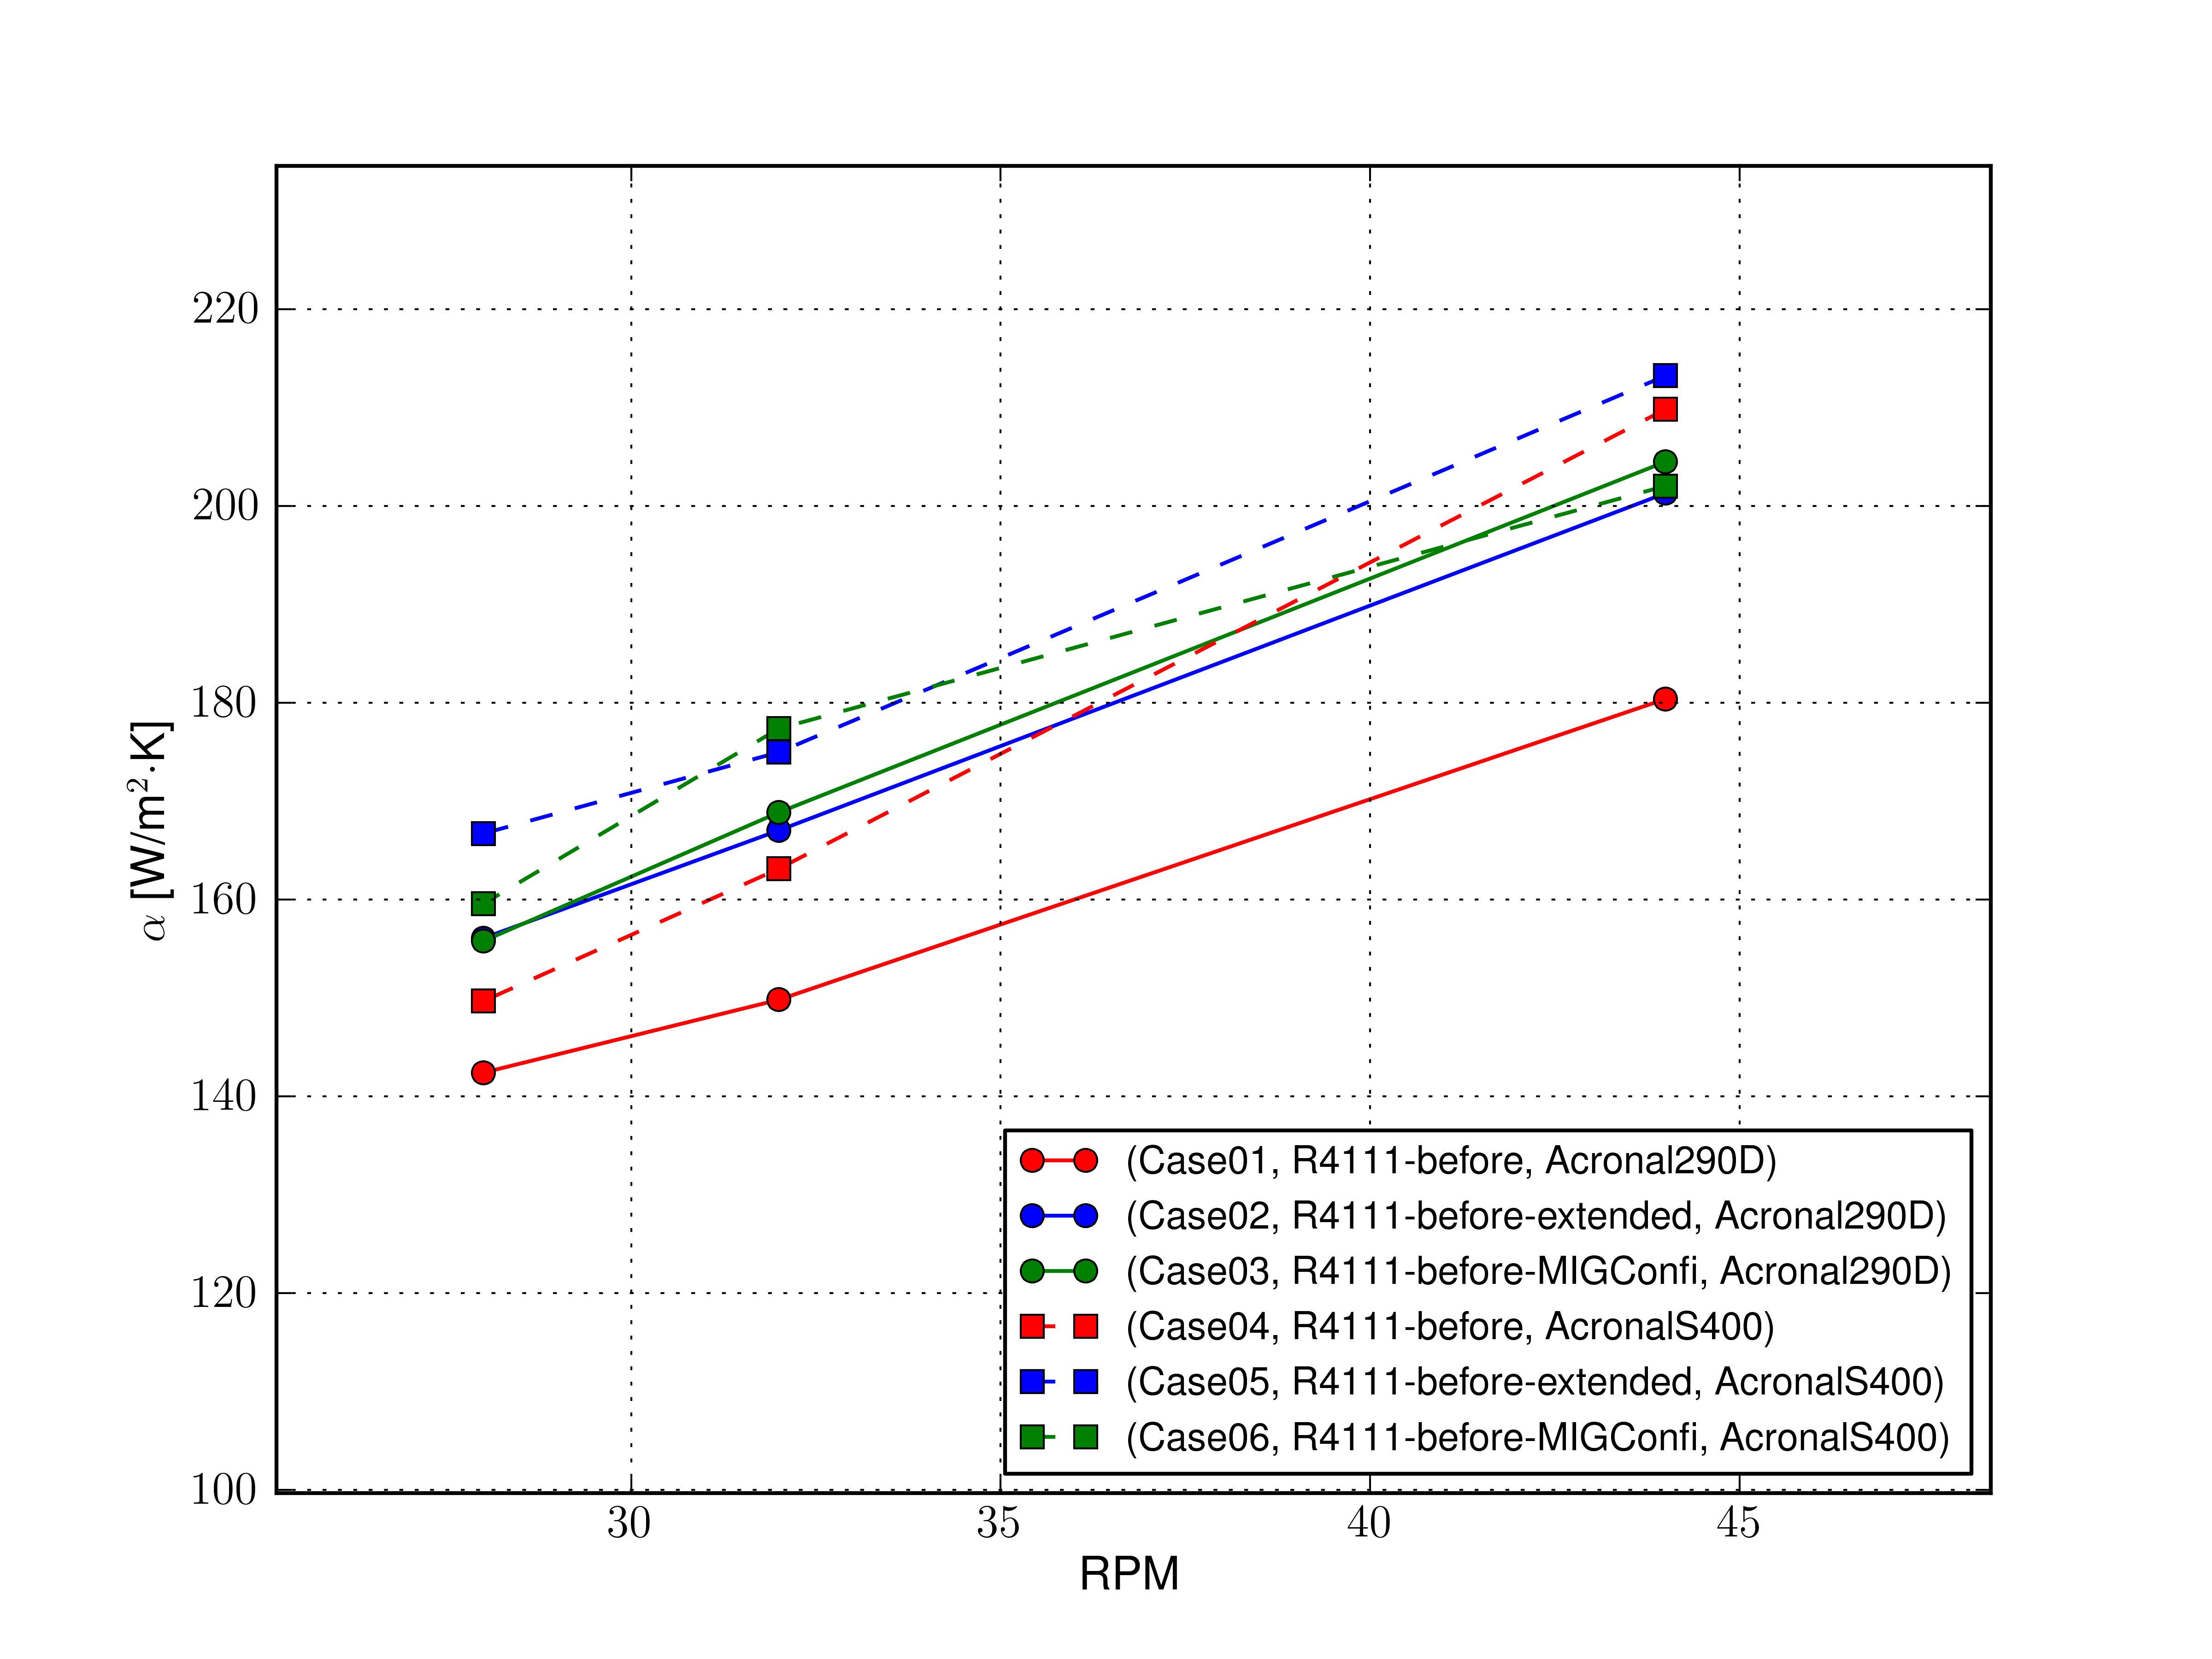 220
200
180
160
140
120
100
α [W/m²·K]
(Case01, R4111-before, Acronal290D)
(Case02, R4111-before-extended, Acronal290D)
(Case03, R4111-before-MIGConfi, Acronal290D)
(Case04, R4111-before, AcronalS400)
(Case05, R4111-before-extended, AcronalS400)
(Case06, R4111-before-MIGConfi, AcronalS400)
30 35 40 45
RPM